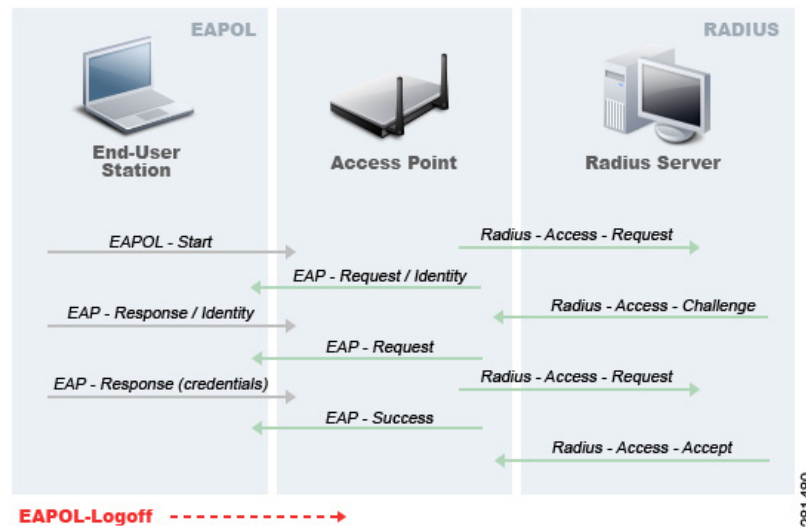 EAPOL
RADIUS
End-User
Station
Access Point
Radius Server
EAPOL - Start
Radius - Access - Request
EAP - Request / Identity
EAP - Response / Identity
Radius - Access - Challenge
EAP - Request
EAP - Response (credentials)
Radius - Access - Request
EAP - Success
Radius - Access - Accept
EAPOL-Logoff